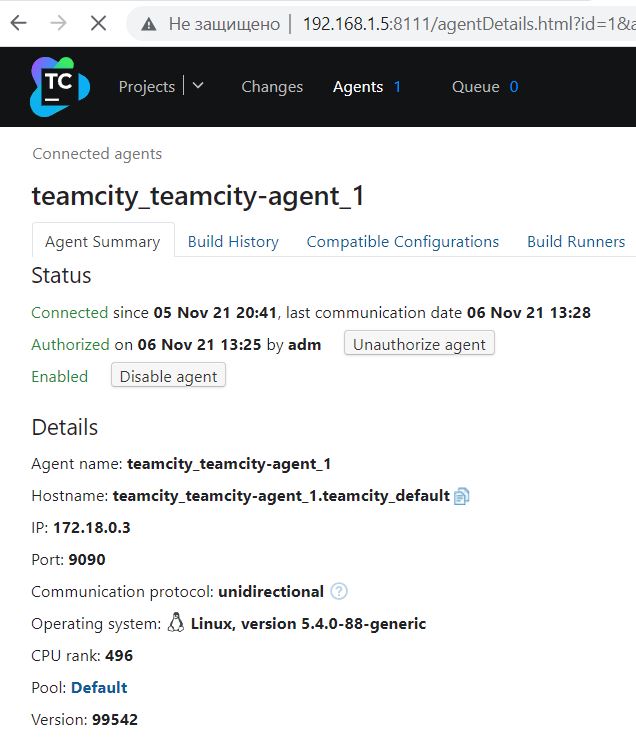 Не защищено | 192.168.1.5:8111/agentDetails.html?id=1&a
TC
Projects Changes Agents 1 Queue 0
Connected agents
teamcity_teamcity-agent_1
Agent Summary Build History Compatible Configurations Build Runners
Status
Connected since 05 Nov 21 20:41, last communication date 06 Nov 21 13:28
Authorized on 06 Nov 21 13:25 by adm Unauthorize agent
Enabled Disable agent
Details
Agent name: teamcity_teamcity-agent_1
Hostname: teamcity_teamcity-agent_1.teamcity_default
IP: 172.18.0.3
Port: 9090
Communication protocol: unidirectional ?
Operating system: Linux, version 5.4.0-88-generic
CPU rank: 496
Pool: Default
Version: 99542